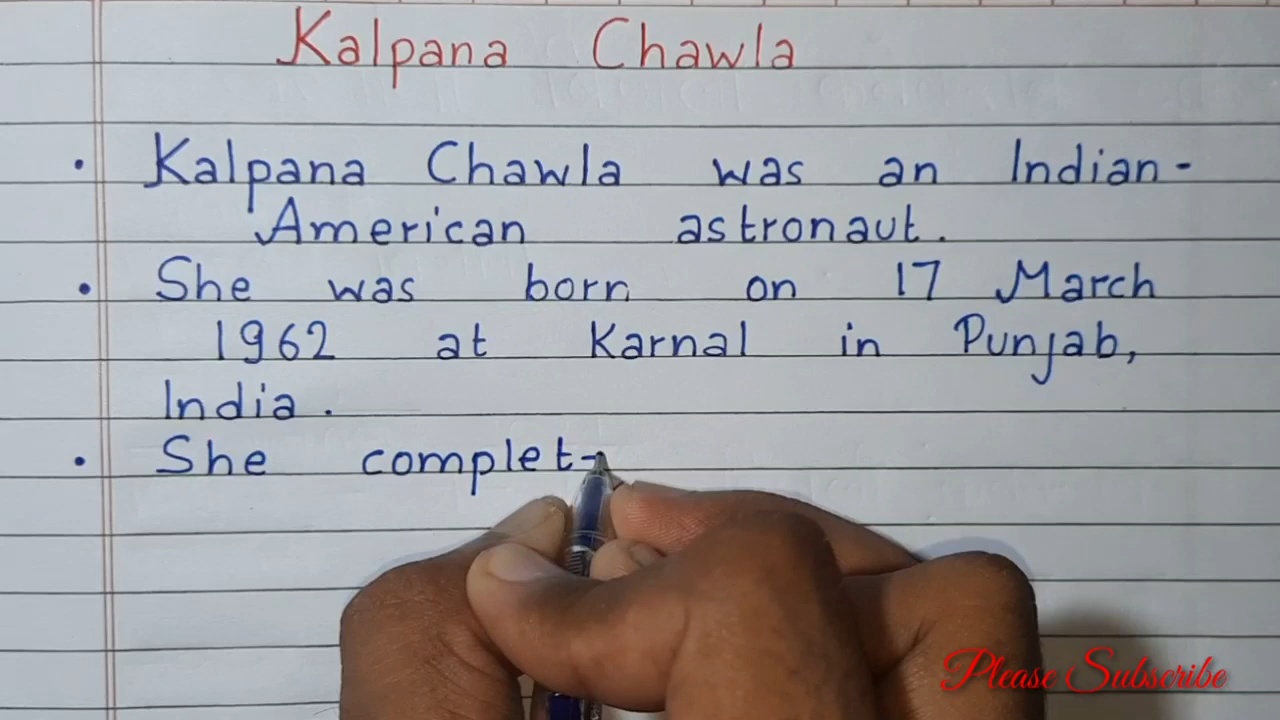 Kalpana Chawla
• Kalpana Chawla was an Indian-
American astronaut.
• She was born on 17 March
1962 at Karnal in Punjab,
India.
• She complet
Please Subscribe